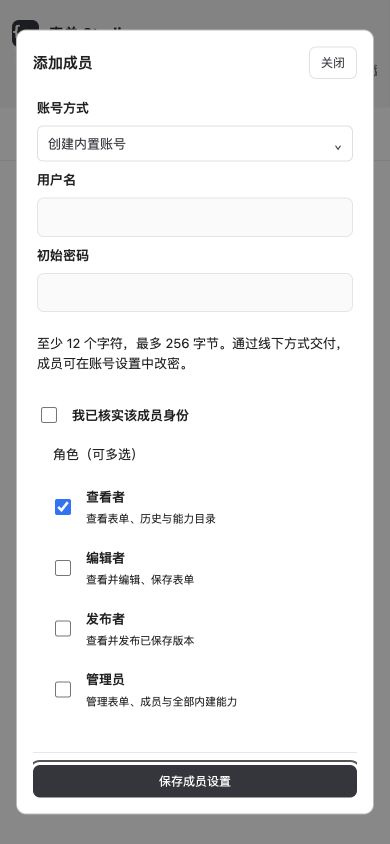 添加成员
关闭
账号方式
创建内置账号
用户名
初始密码
至少 12 个字符，最多 256 字节。通过线下方式交付，
成员可在账号设置中改密。
我已核实该成员身份
角色（可多选）
查看者
查看表单、历史与能力目录
编辑者
查看并编辑、保存表单
发布者
查看并发布已保存版本
管理员
管理表单、成员与全部内建能力
保存成员设置